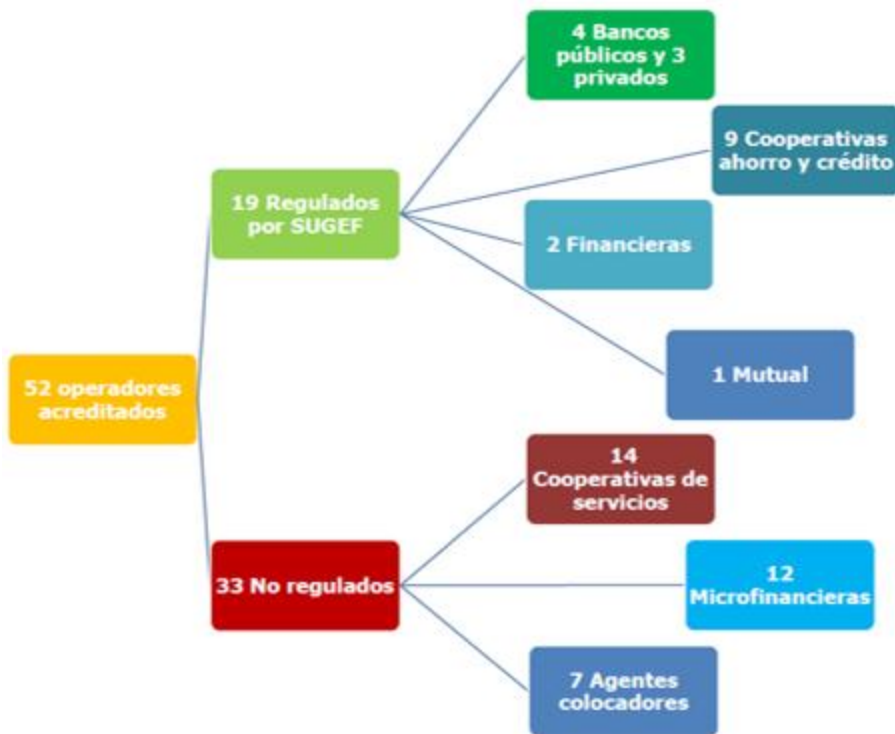 4 Bancos
públicos y 3
privados
9 Cooperativas
ahorro y crédito
19 Regulados
por SUGEF
2 Financieras
1 Mutual
52 operadores
acreditados
14
Cooperativas de
servicios
33 No regulados
12
Microfinancieras
7 Agentes
colocadores